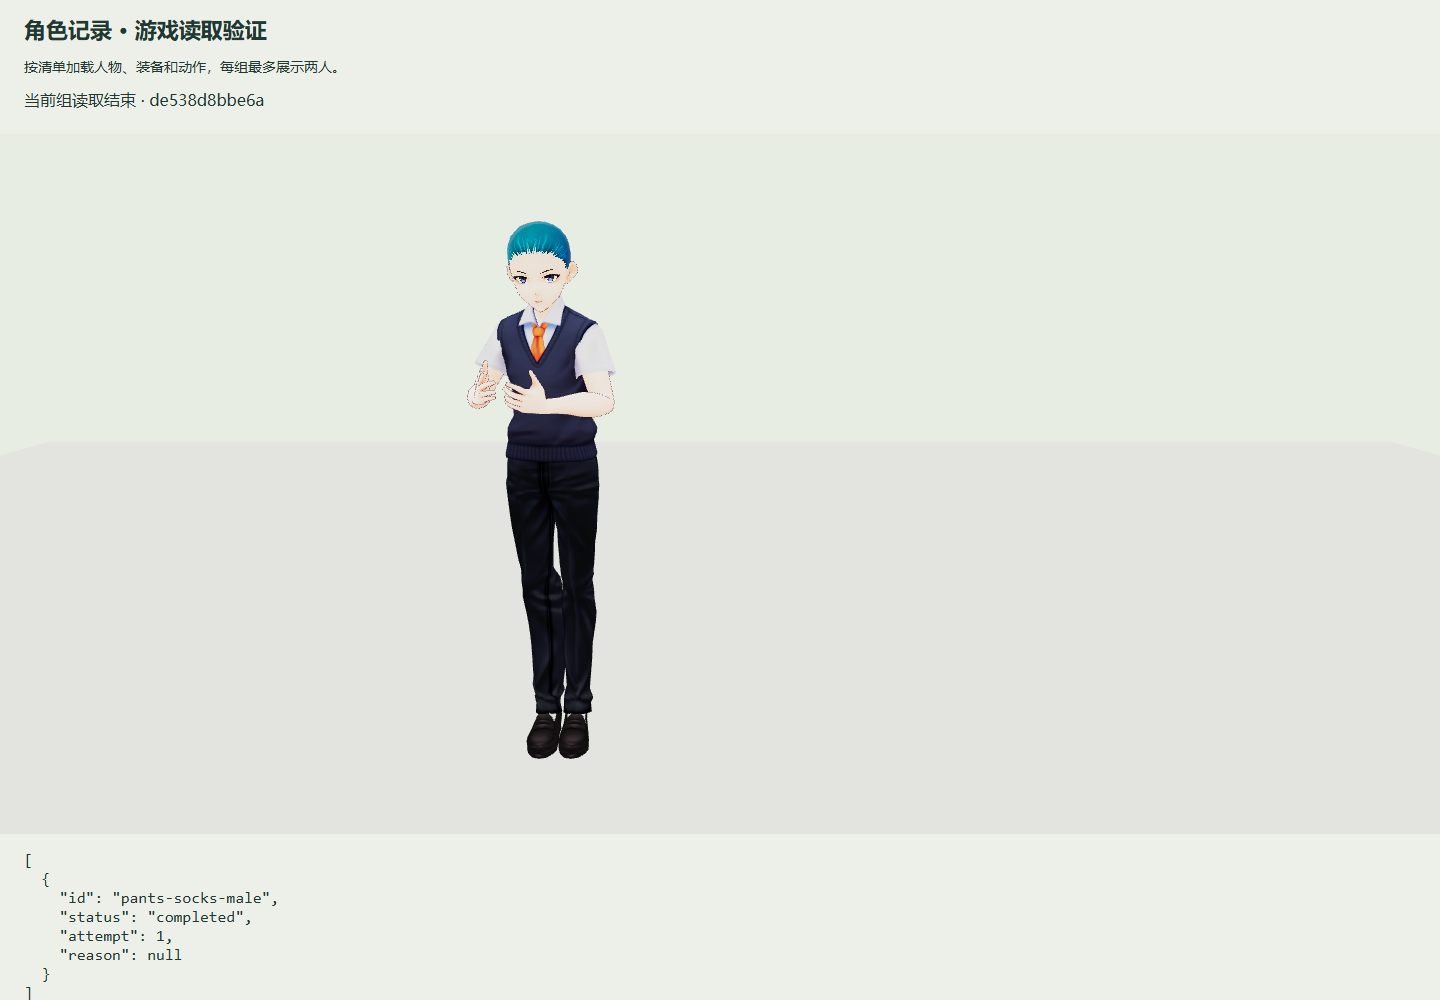 角色记录 • 游戏读取验证
按清单加载人物、装备和动作，每组最多展示两人。
当前组读取结束 · de538d8bbe6a
[
  {
    "id": "pants-socks-male",
    "status": "completed",
    "attempt": 1,
    "reason": null
  }
]